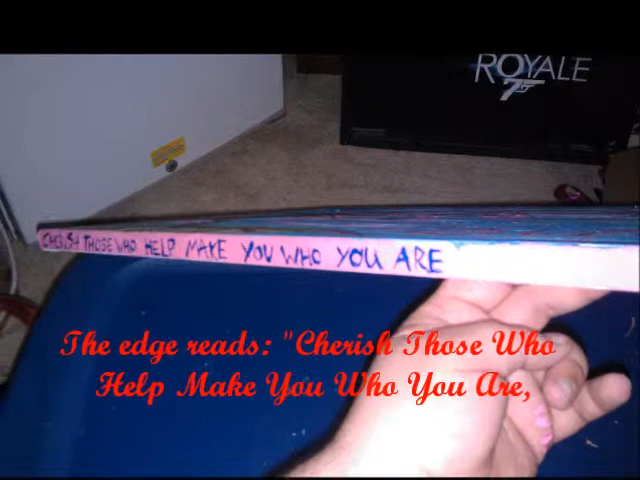 ROYALE
7
CHERISH THOSE WHO HELP MAKE YOU WHO YOU ARE
The edge reads: "Cherish Those Who
Help Make You Who You Are,